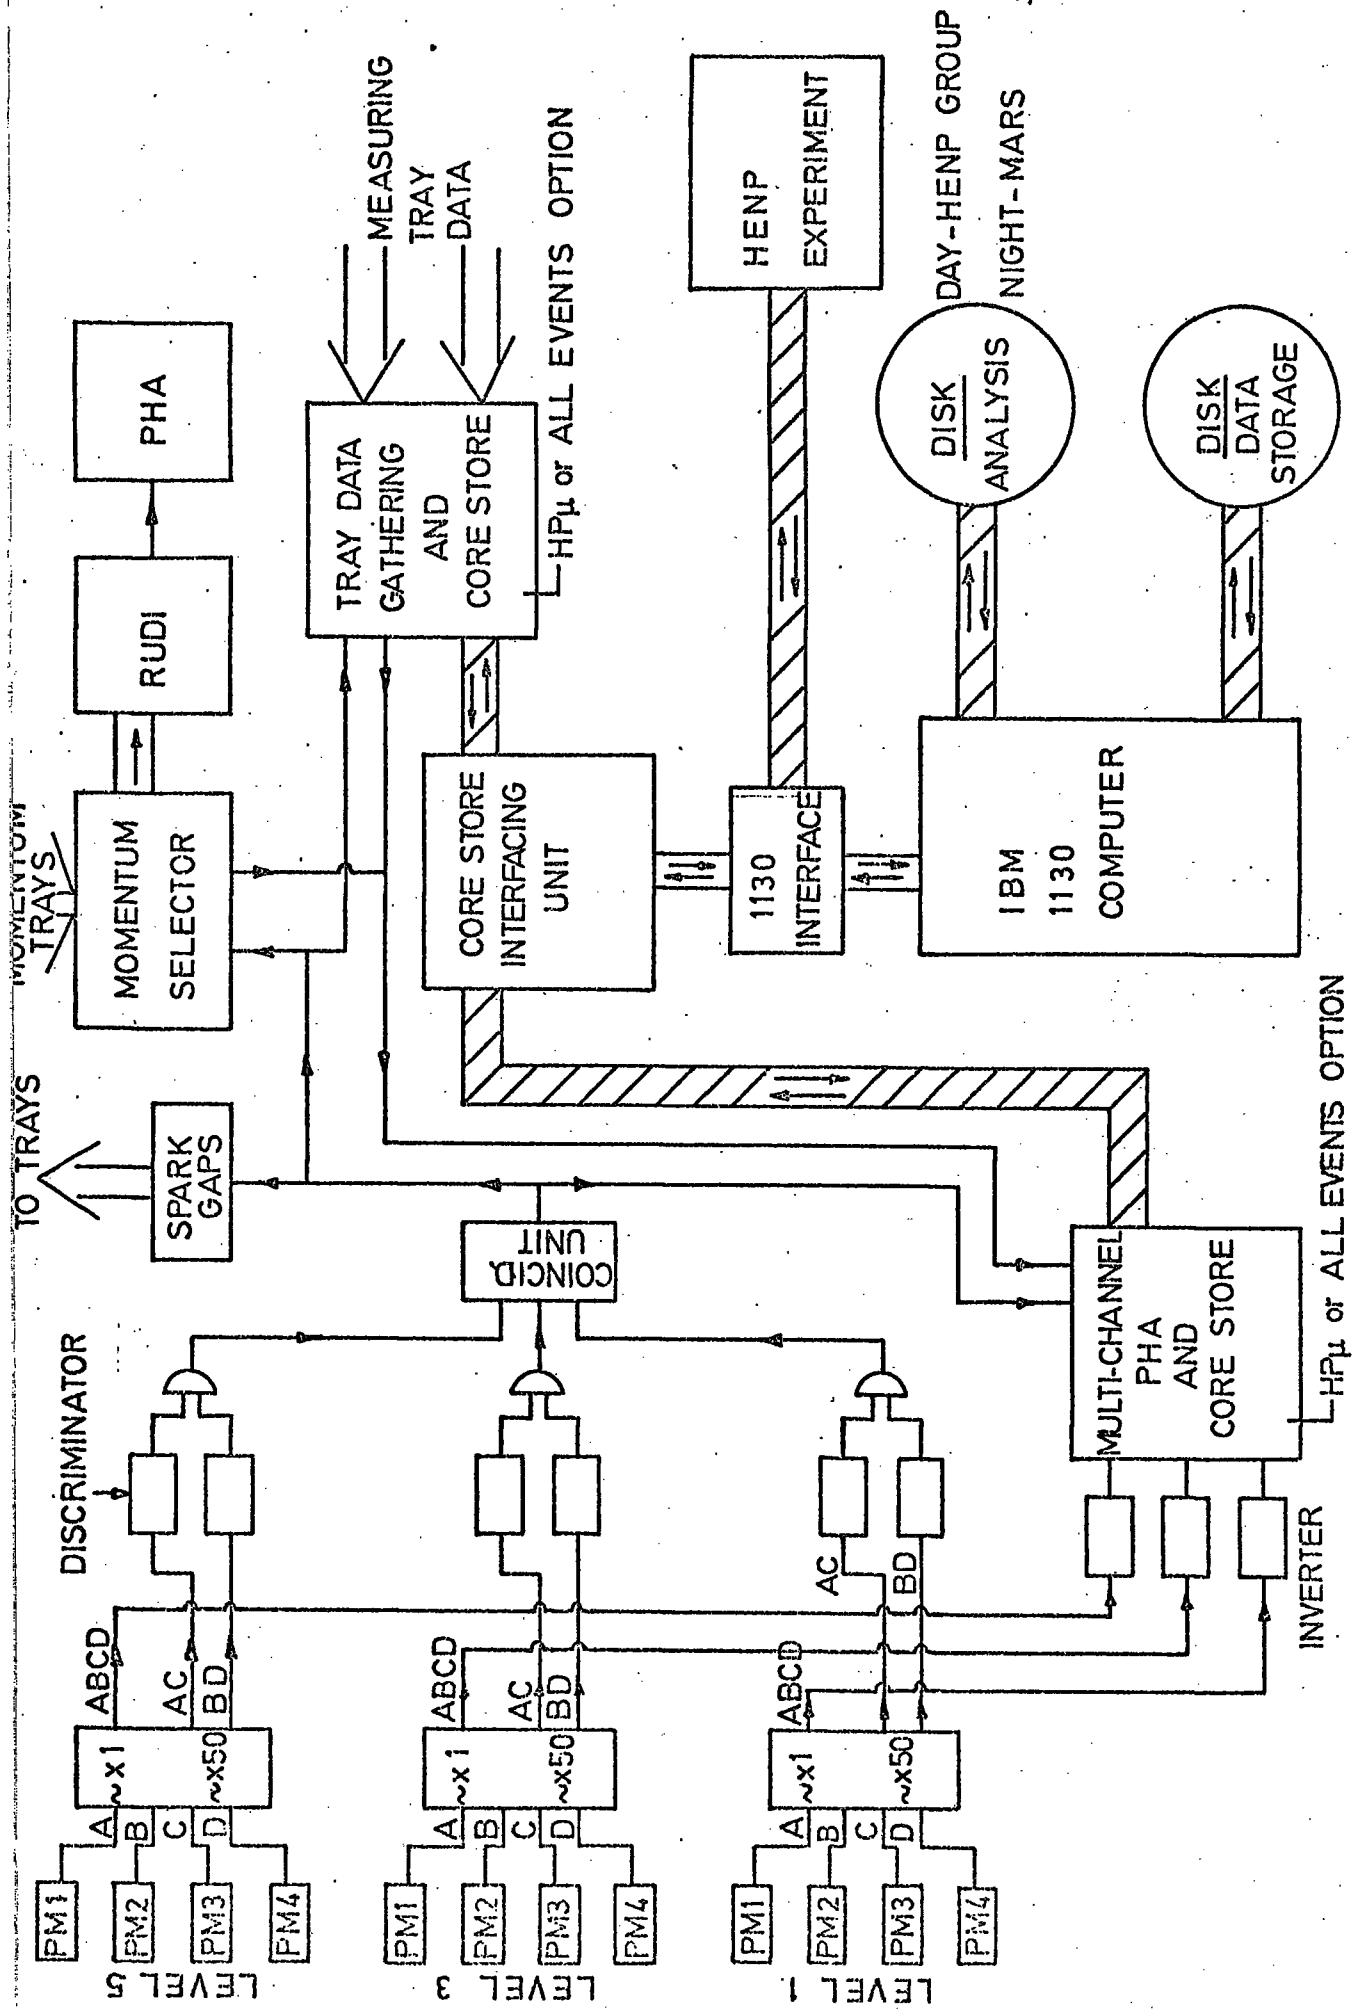 LEVEL 5
PM1
PM2
PM3
PM4
A
B
C
D
~x1
~x50
ABCD
AC
BD
DISCRIMINATOR
LEVEL 3
PM1
PM2
PM3
PM4
A
B
C
D
~x1
~x50
ABCD
AC
BD
LEVEL 1
PM1
PM2
PM3
PM4
A
B
C
D
~x1
~x50
ABCD
AC
BD
INVERTER
COINCID.
UNIT
TO TRAYS
SPARK
GAPS
MULTI-CHANNEL
PHA
AND
CORE STORE
HPμ or ALL EVENTS OPTION
MOMENTUM
TRAYS
MOMENTUM
SELECTOR
RUDI
PHA
TRAY DATA
GATHERING
AND
CORE STORE
HPμ or ALL EVENTS OPTION
MEASURING
TRAY
DATA
CORE STORE
INTERFACING
UNIT
1130
INTERFACE
HENP
EXPERIMENT
IBM
1130
COMPUTER
DISK
ANALYSIS
DAY-HENP GROUP
NIGHT-MARS
DISK
DATA
STORAGE